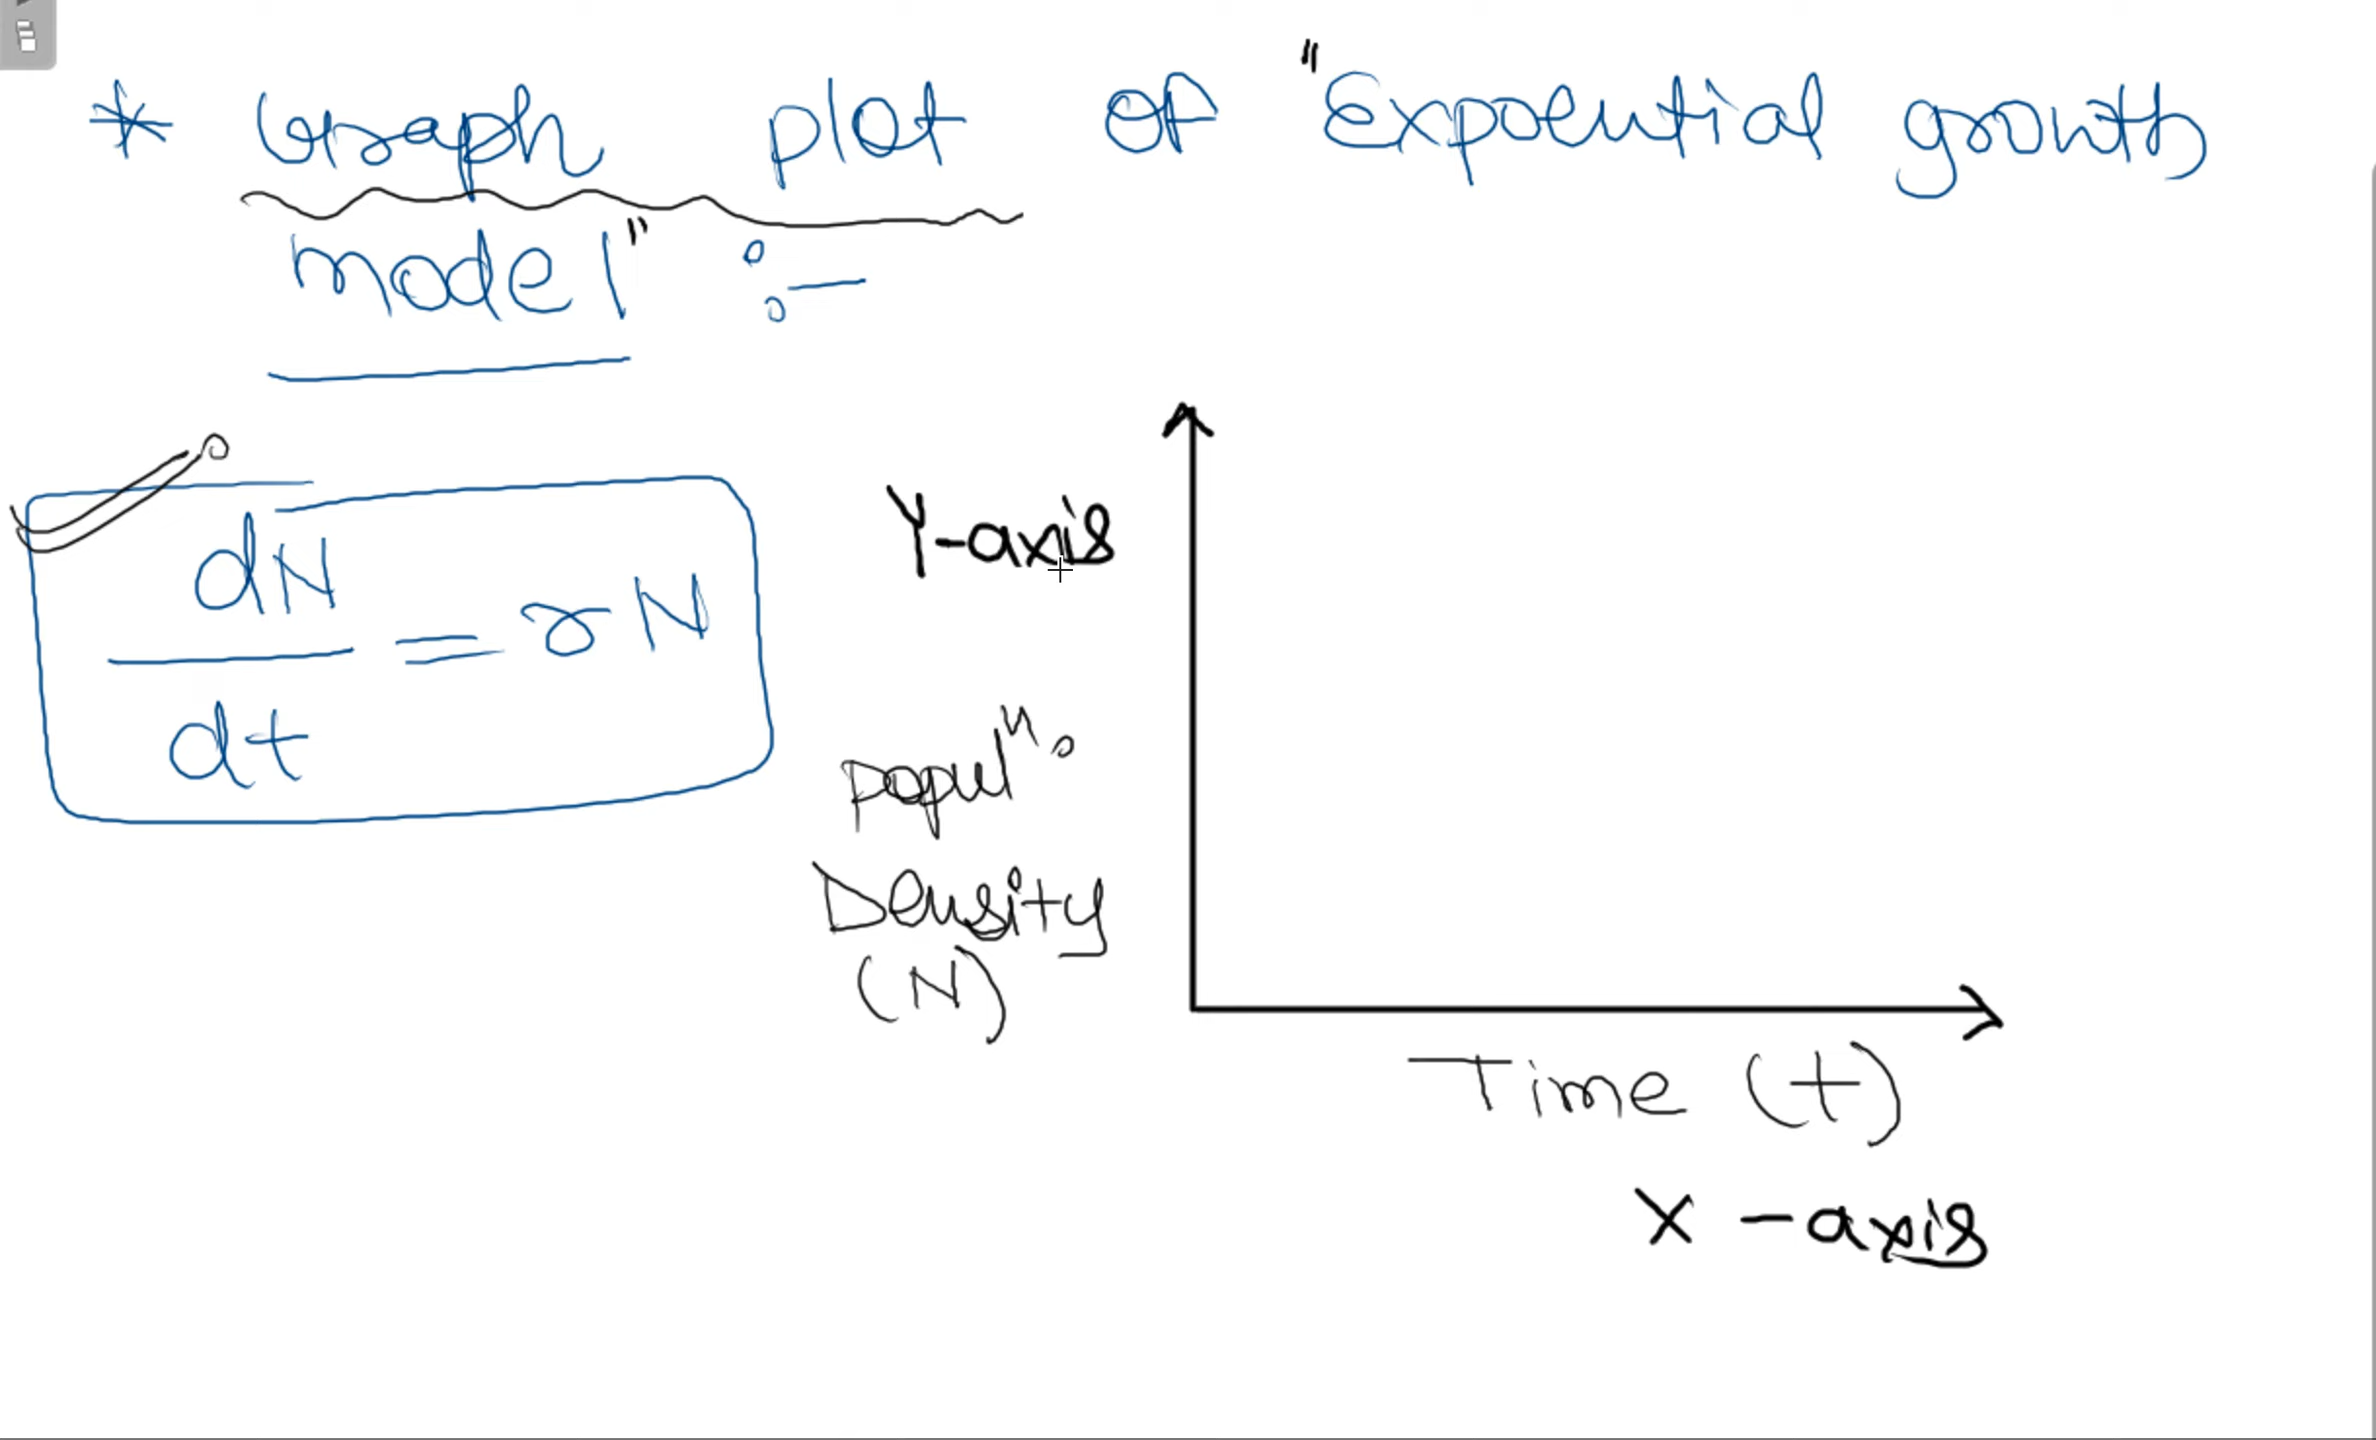 * Graph plot of "Expoential growth
model" :-
dN
dt
= rN
Y-axis
popul^n.
Density
(N)
Time (t)
X - axis